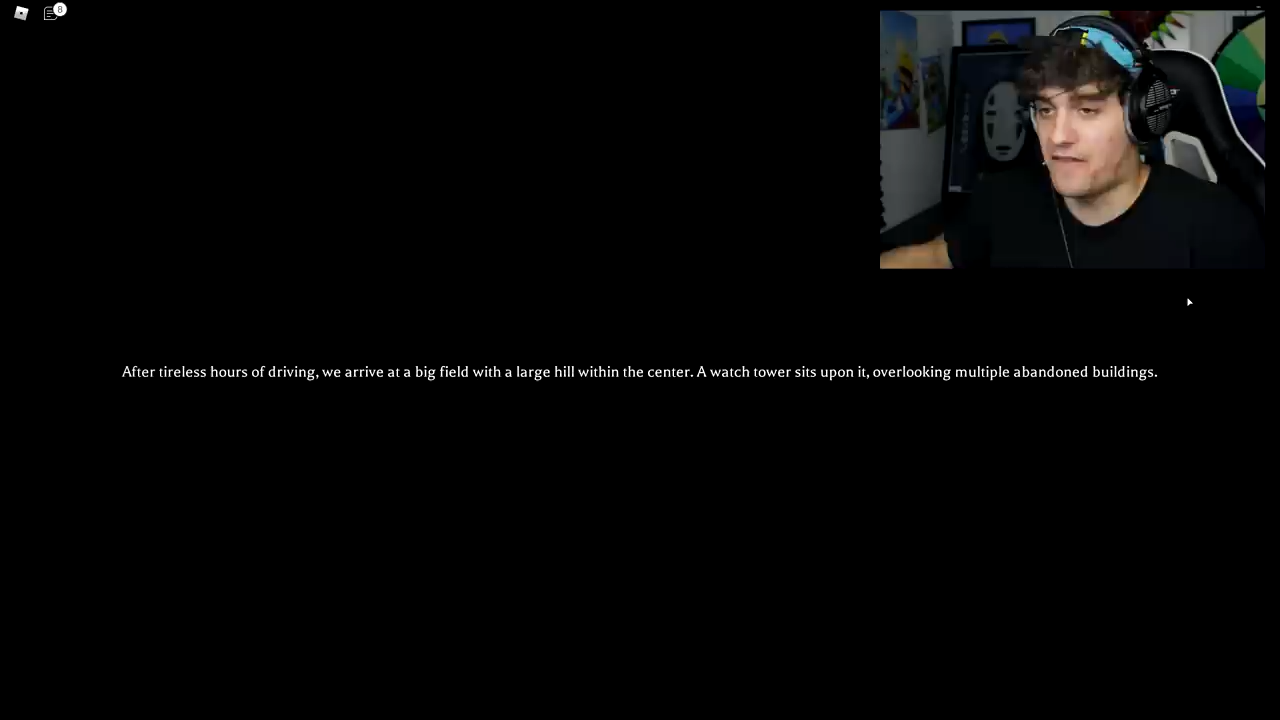 8
After tireless hours of driving, we arrive at a big field with a large hill within the center. A watch tower sits upon it, overlooking multiple abandoned buildings.